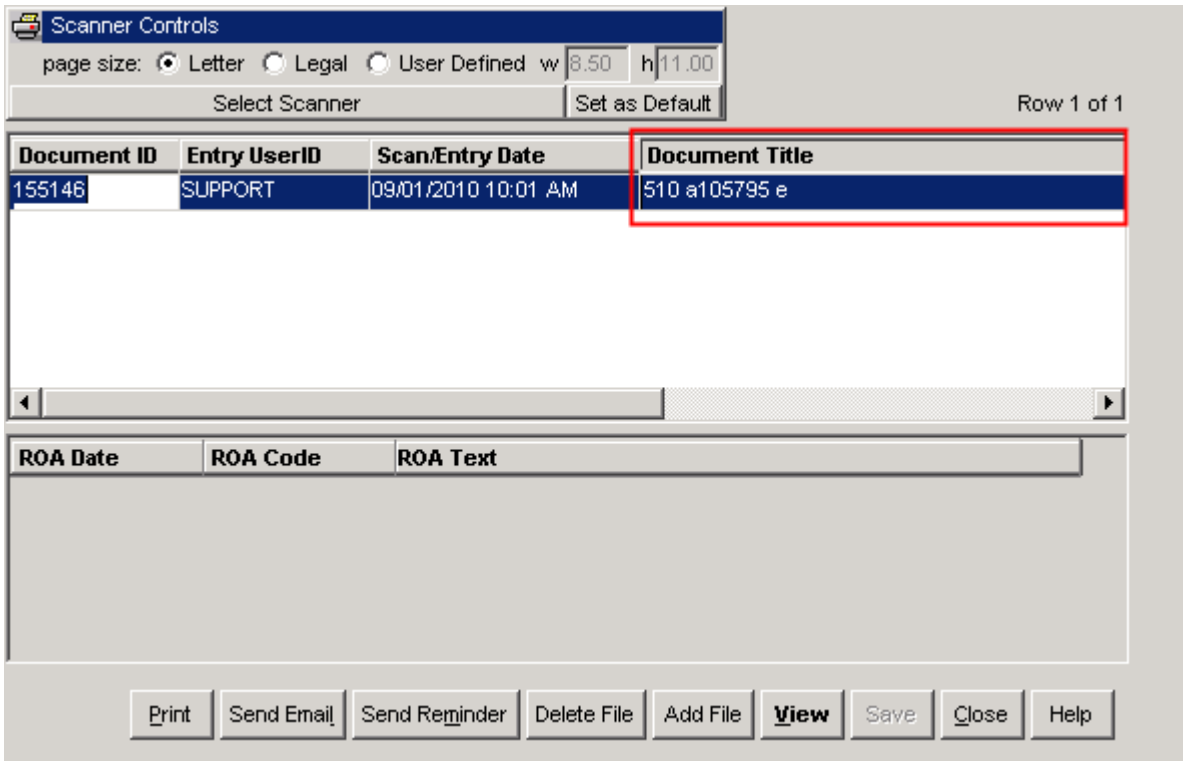 Scanner Controls
page size: Letter Legal User Defined w 8.50 h 11.00
Select Scanner Set as Default Row 1 of 1
Document ID Entry UserID Scan/Entry Date Document Title
155146 SUPPORT 09/01/2010 10:01 AM 510 a105795 e
ROA Date ROA Code ROA Text
Print Send Email Send Reminder Delete File Add File View Save Close Help